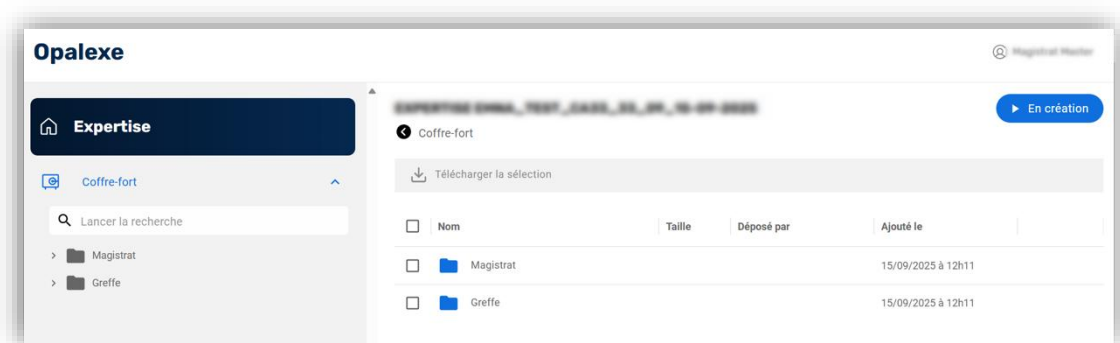 Opalexe
Expertise
Coffre-fort
Lancer la recherche
Magistrat
Greffe
Coffre-fort
En création
Télécharger la sélection
Nom Taille Déposé par Ajouté le
Magistrat 15/09/2025 à 12h11
Greffe 15/09/2025 à 12h11